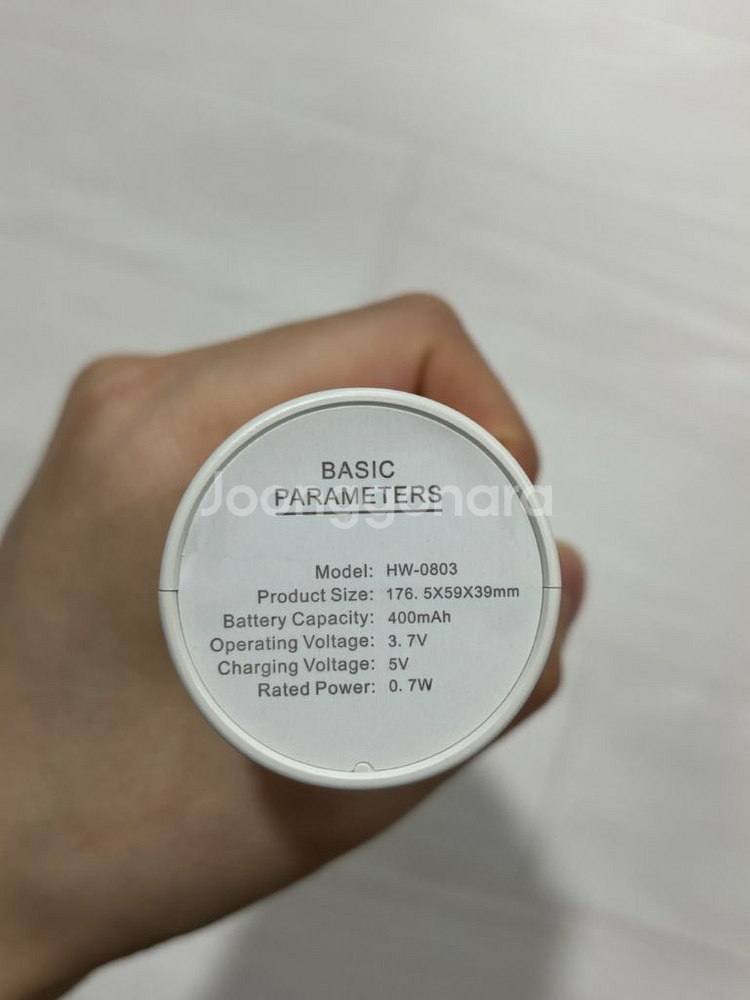 BASIC
PARAMETERS
Joonggonara
Model: HW-0803
Product Size: 176. 5X59X39mm
Battery Capacity: 400mAh
Operating Voltage: 3. 7V
Charging Voltage: 5V
Rated Power: 0. 7W